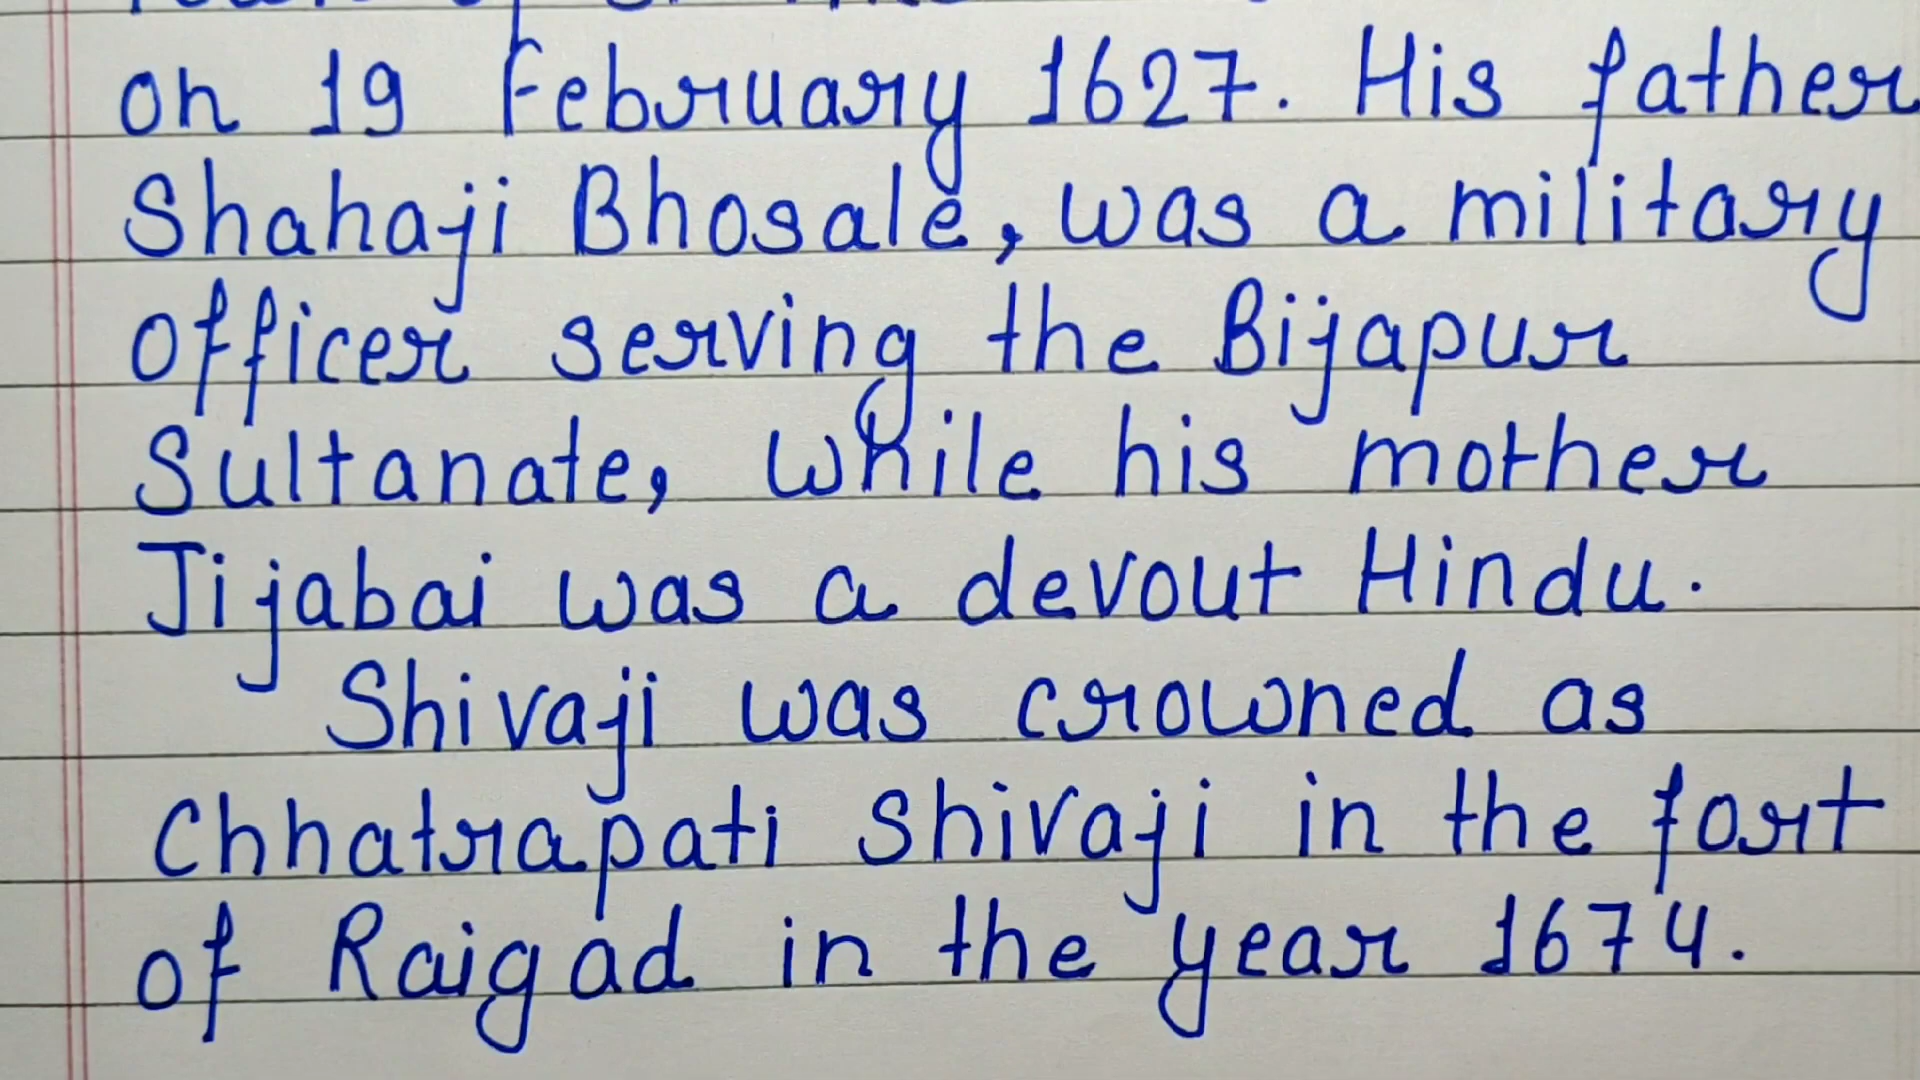 on 19 February 1627. His father
Shahaji Bhosale, was a military
officer serving the Bijapur
Sultanate, while his mother
Jijabai was a devout Hindu.
Shivaji was crowned as
Chhatrapati Shivaji in the fort
of Raigad in the year 1674.